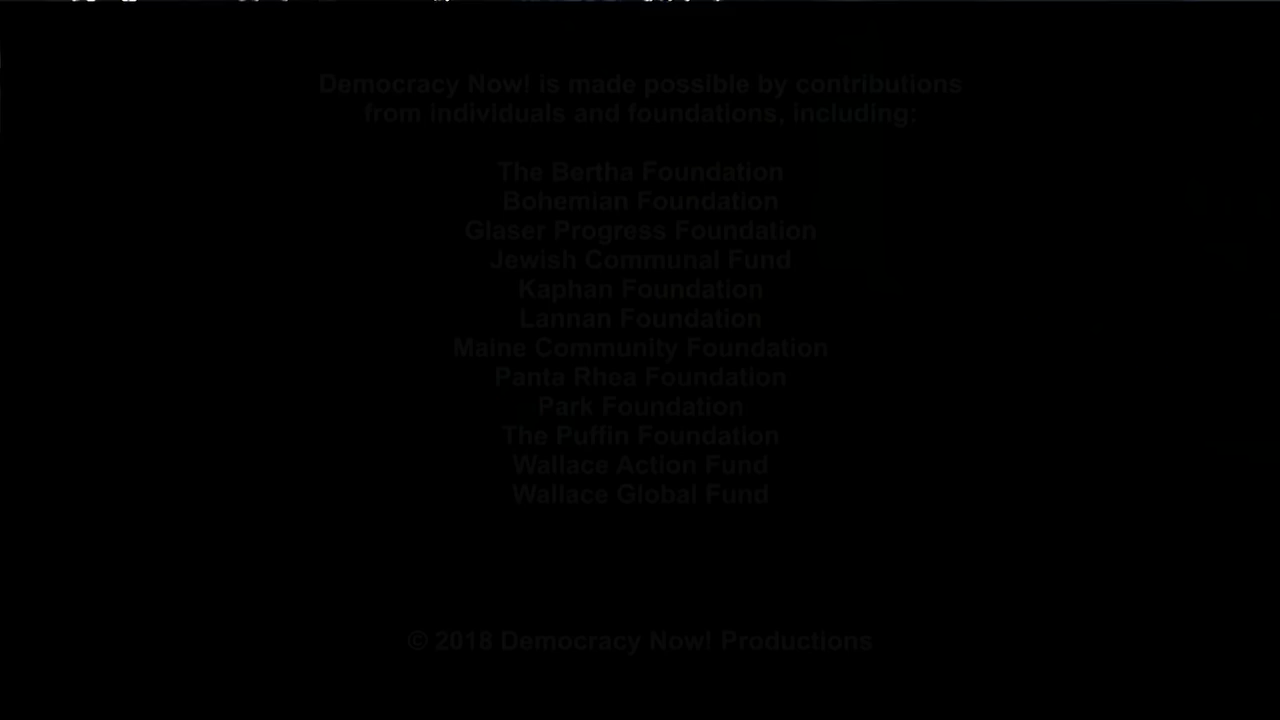 Democracy Now! is made possible by contributions
from individuals and foundations, including:
The Bertha Foundation
Bohemian Foundation
Glaser Progress Foundation
Jewish Communal Fund
Kaphan Foundation
Lannan Foundation
Maine Community Foundation
Panta Rhea Foundation
Park Foundation
The Puffin Foundation
Wallace Action Fund
Wallace Global Fund
© 2018 Democracy Now! Productions